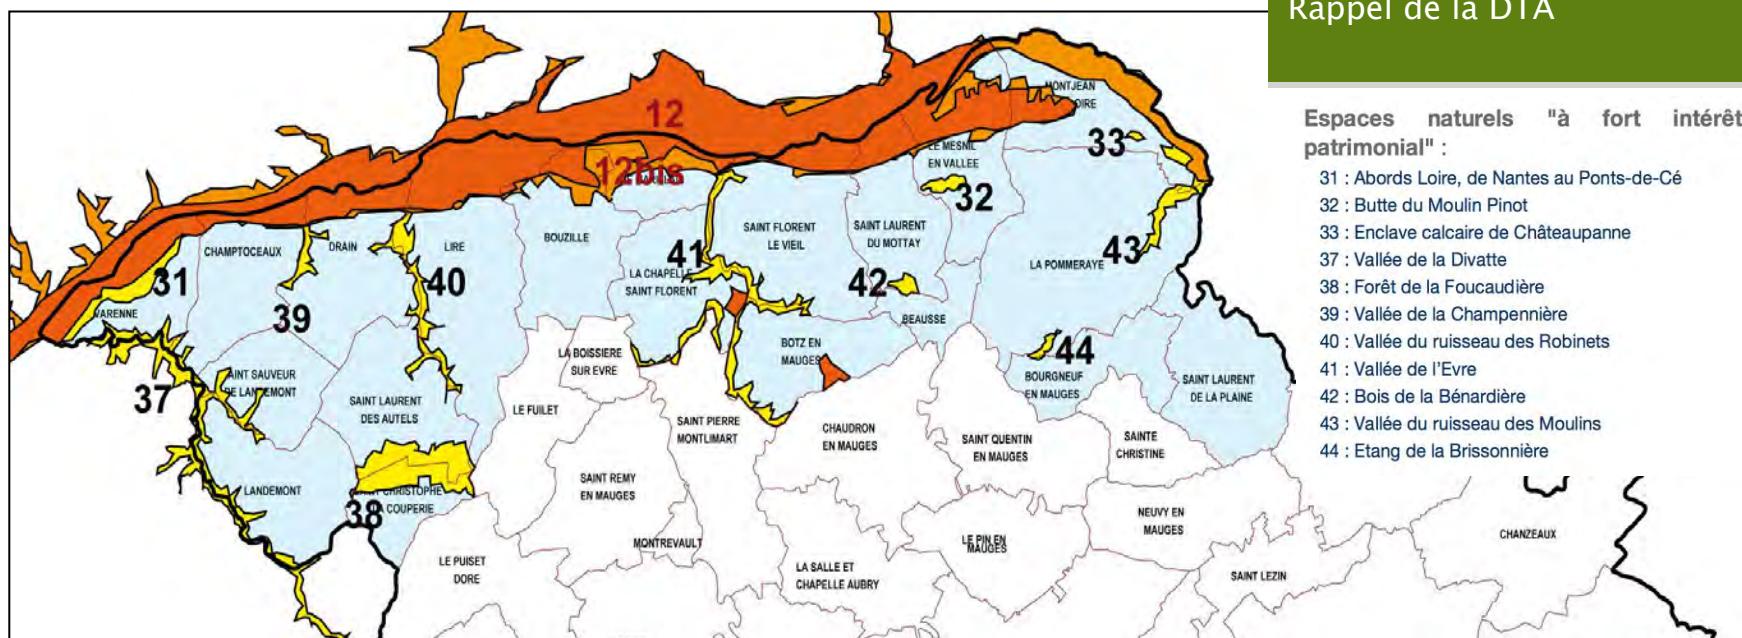 Rappel de la DTA
Espaces naturels "à fort intérêt
patrimonial" :
31 : Abords Loire, de Nantes au Ponts-de-Cé
32 : Butte du Moulin Pinot
33 : Enclave calcaire de Châteaupanne
37 : Vallée de la Divatte
38 : Forêt de la Foucaudière
39 : Vallée de la Champennière
40 : Vallée du ruisseau des Robinets
41 : Vallée de l'Evre
42 : Bois de la Bénardière
43 : Vallée du ruisseau des Moulins
44 : Etang de la Brissonnière
12
12bis
MONTJEAN
33
LE MESNIL
EN VALLEE
32
CHAMPTOCEAUX
DRAIN
LIRE
BOUZILLE
SAINT FLORENT
LE VIEIL
SAINT LAURENT
DU MOTTAY
LA POMMERAYE
43
31
39
40
41
42
LA CHAPELLE
SAINT FLORENT
VARENNE
BEAUSSE
BOTZ EN
MAUGES
44
BOURGNEUF
EN MAUGES
SAINT LAURENT
DE LA PLAINE
LA BOISSIERE
SUR EVRE
37
AINT SAUVEUR
DE LANDEMONT
SAINT LAURENT
DES AUTELS
LE FUILET
SAINT PIERRE
MONTLIMART
CHAUDRON
EN MAUGES
SAINT QUENTIN
EN MAUGES
SAINTE
CHRISTINE
LANDEMONT
SAINT CHRISTOPHE
LA COUPERIE
38
SAINT REMY
EN MAUGES
NEUVY EN
MAUGES
CHANZEAUX
MONTREVAULT
LE PIN EN
MAUGES
LE PUISET
DORE
LA SALLE ET
CHAPELLE AUBRY
SAINT LEZIN